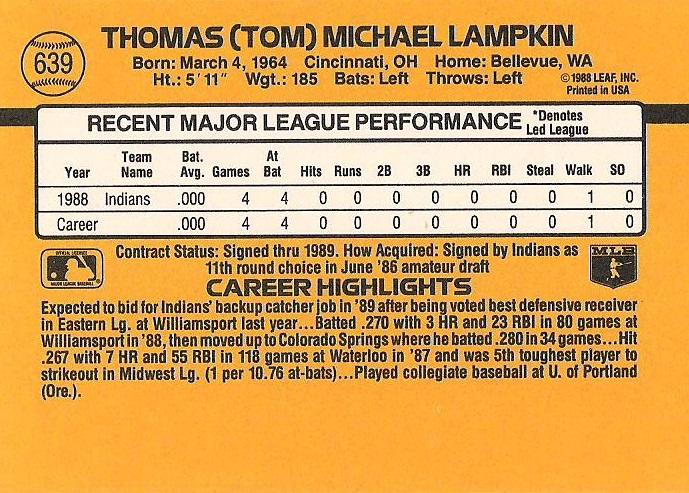 639
THOMAS (TOM) MICHAEL LAMPKIN
Born: March 4, 1964 Cincinnati, OH Home: Bellevue, WA
Ht.: 5' 11" Wgt.: 185 Bats: Left Throws: Left
© 1988 LEAF, INC.
Printed in USA
RECENT MAJOR LEAGUE PERFORMANCE *Denotes
Led League
Year Team Name Bat. Avg. Games At Bat Hits Runs 2B 3B HR RBI Steal Walk SO
1988 Indians .000 4 4 0 0 0 0 0 0 0 1 0
Career .000 4 4 0 0 0 0 0 0 0 1 0
Contract Status: Signed thru 1989. How Acquired: Signed by Indians as
11th round choice in June '86 amateur draft
MLB
CAREER HIGHLIGHTS
Expected to bid for Indians' backup catcher job in '89 after being voted best defensive receiver
in Eastern Lg. at Williamsport last year...Batted .270 with 3 HR and 23 RBI in 80 games at
Williamsport in '88, then moved up to Colorado Springs where he batted .280 in 34 games...Hit
.267 with 7 HR and 55 RBI in 118 games at Waterloo in '87 and was 5th toughest player to
strikeout in Midwest Lg. (1 per 10.76 at-bats)...Played collegiate baseball at U. of Portland
(Ore.).